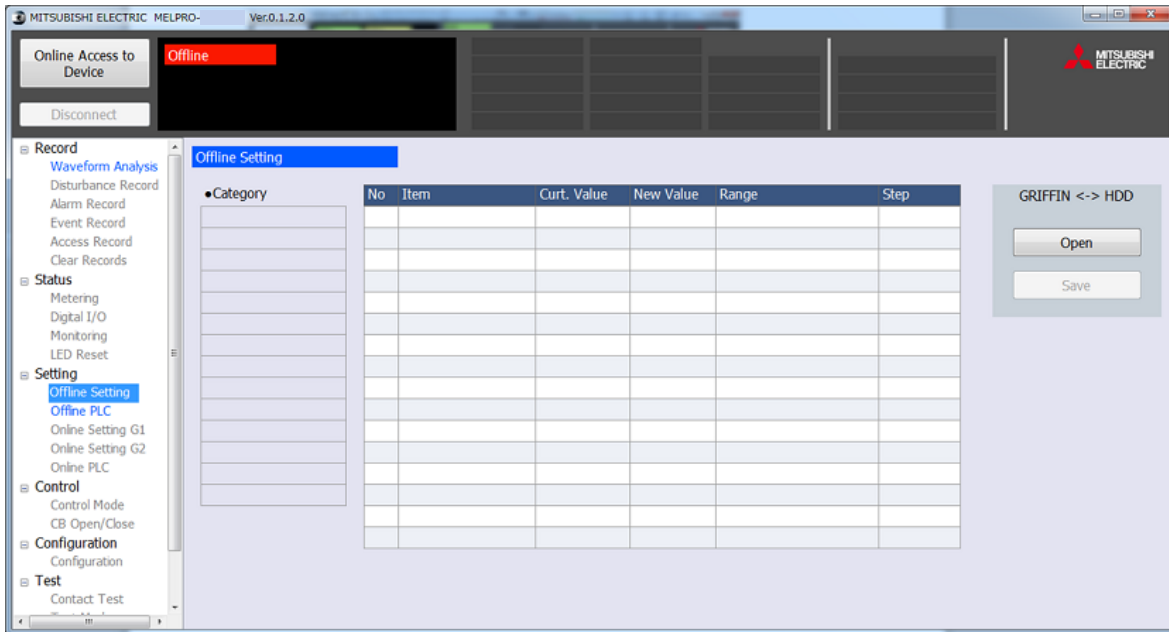 MITSUBISHI ELECTRIC MELPRO- Ver.0.1.2.0
Online Access to
Device
Disconnect
Offline
MITSUBISHI
ELECTRIC
Record
Waveform Analysis
Disturbance Record
Alarm Record
Event Record
Access Record
Clear Records
Status
Metering
Digital I/O
Monitoring
LED Reset
Setting
Offline Setting
Offline PLC
Online Setting G1
Online Setting G2
Online PLC
Control
Control Mode
CB Open/Close
Configuration
Configuration
Test
Contact Test
Offline Setting
●Category
No Item Curt. Value New Value Range Step
GRIFFIN <-> HDD
Open
Save